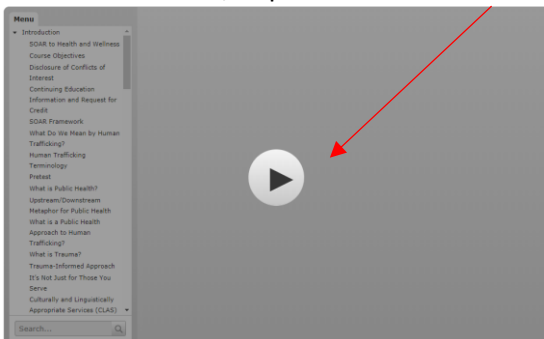 Menu
Introduction
SOAR to Health and Wellness
Course Objectives
Disclosure of Conflicts of
Interest
Continuing Education
Information and Request for
Credit
SOAR Framework
What Do We Mean by Human
Trafficking?
Human Trafficking
Terminology
Pretest
What is Public Health?
Upstream/Downstream
Metaphor for Public Health
What is a Public Health
Approach to Human
Trafficking?
What is Trauma?
Trauma-Informed Approach
It's Not Just for Those You
Serve
Culturally and Linguistically
Appropriate Services (CLAS)
Search...